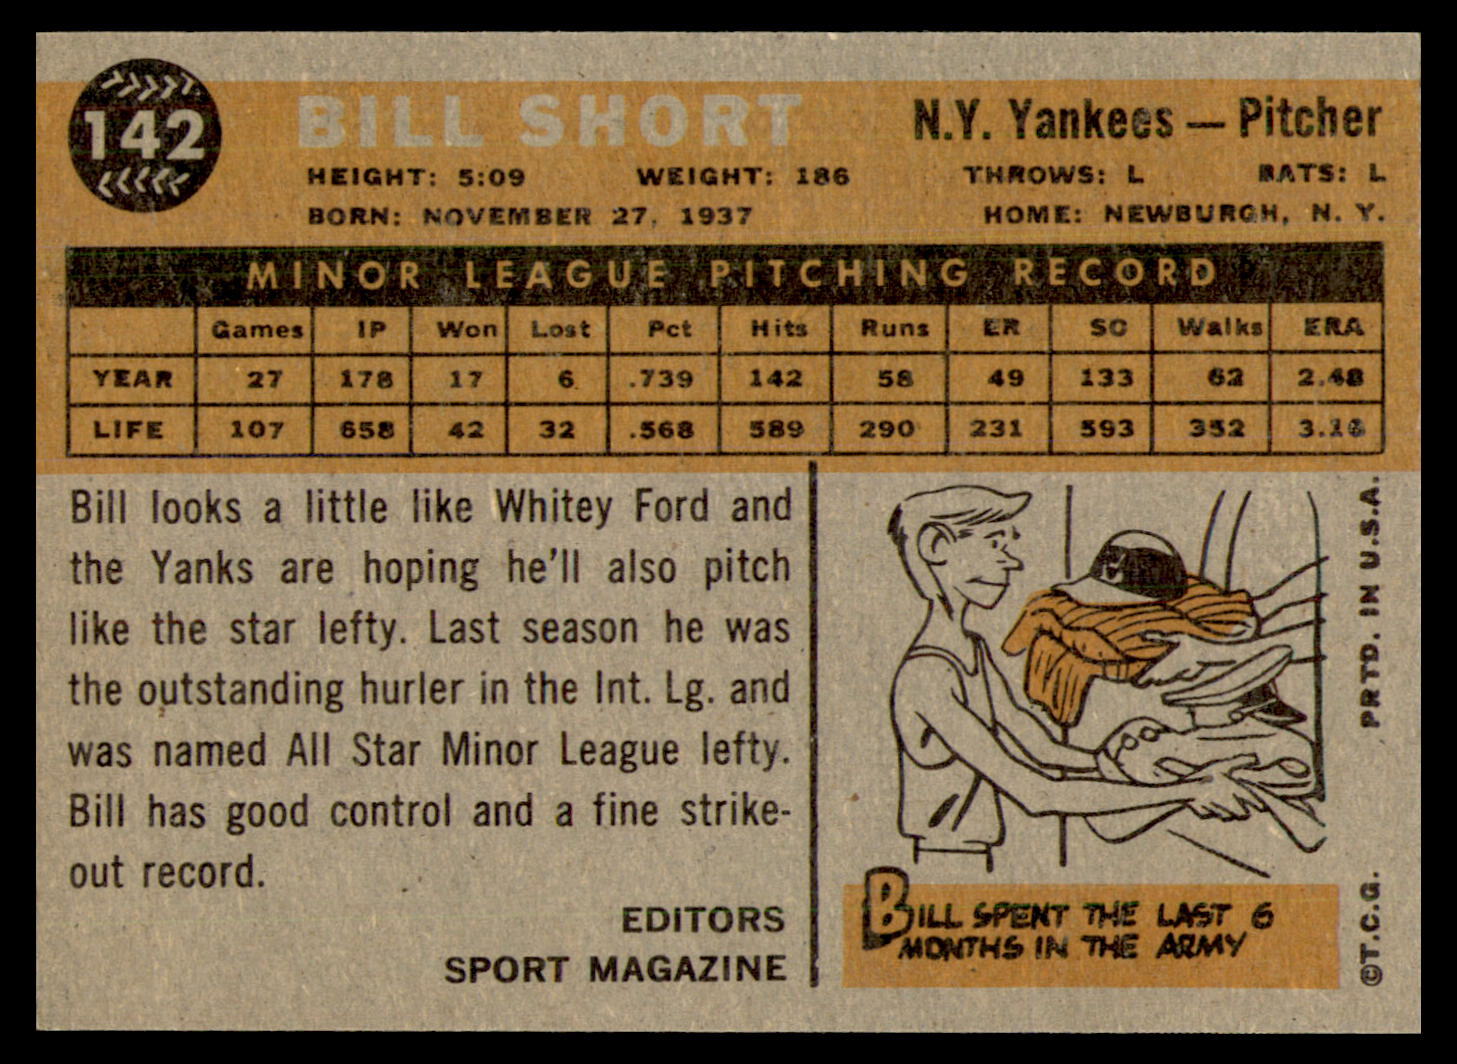 142
BILL SHORT
N.Y. Yankees — Pitcher
HEIGHT: 5:09 WEIGHT: 186 THROWS: L BATS: L
BORN: NOVEMBER 27, 1937 HOME: NEWBURGH, N. Y.
MINOR LEAGUE PITCHING RECORD
Games IP Won Lost Pct Hits Runs ER SO Walks ERA
YEAR 27 178 17 6 .739 142 58 49 133 62 2.48
LIFE 107 658 42 32 .568 589 290 231 593 352 3.16
Bill looks a little like Whitey Ford and
the Yanks are hoping he'll also pitch
like the star lefty. Last season he was
the outstanding hurler in the Int. Lg. and
was named All Star Minor League lefty.
Bill has good control and a fine strike-
out record.
EDITORS
SPORT MAGAZINE
BILL SPENT THE LAST 6
MONTHS IN THE ARMY
©T.C.G. PRTD. IN U.S.A.